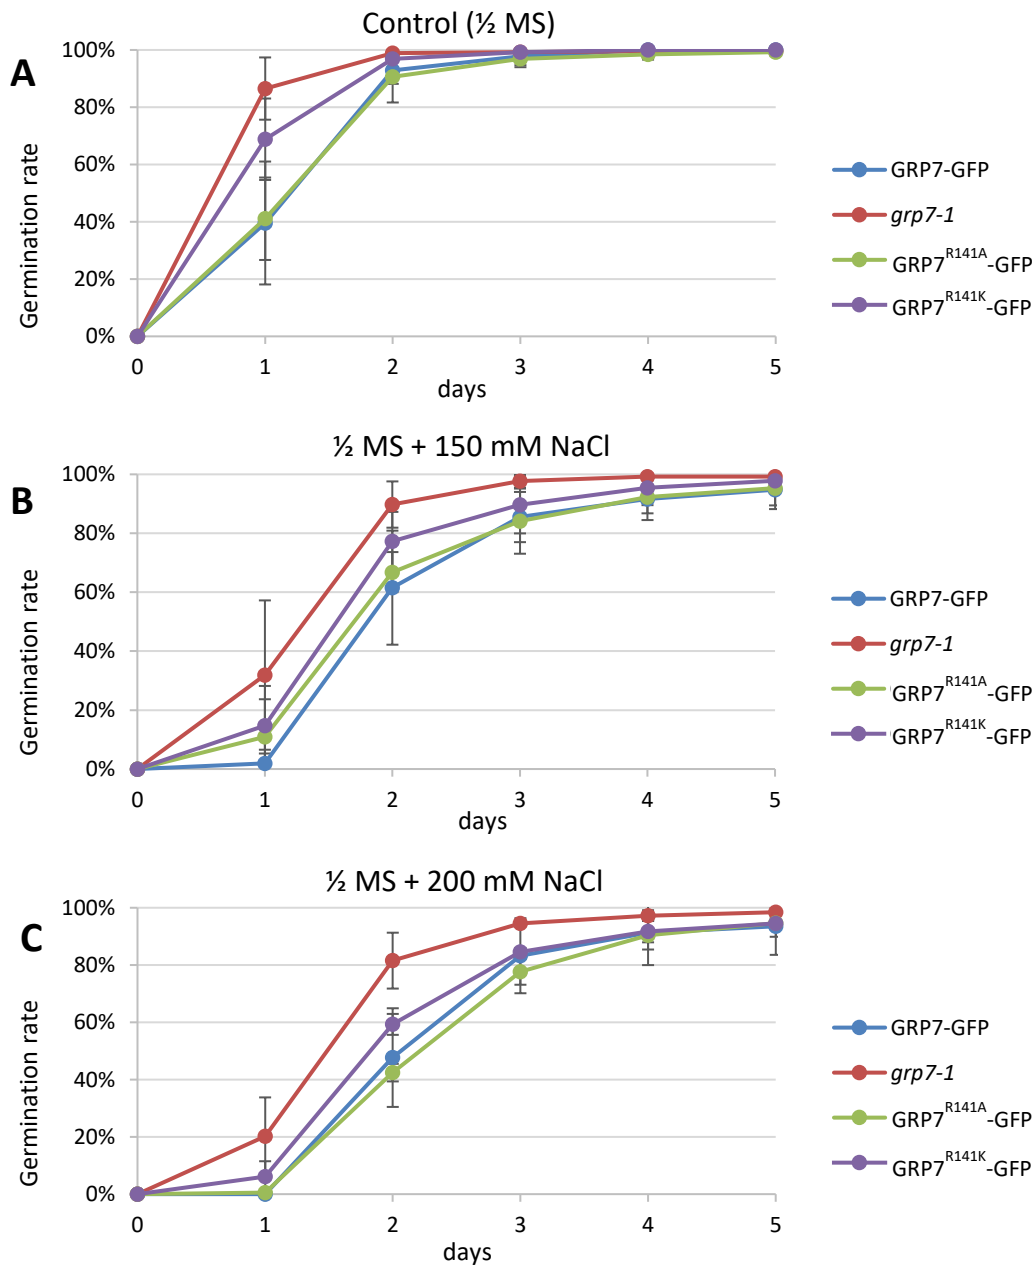 Control (½ MS)
A
100%
80%
60%
40%
20%
0%
Germination rate
0 1 2 3 4 5
days
GRP7-GFP
grp7-1
GRP7R141A-GFP
GRP7R141K-GFP
½ MS + 150 mM NaCl
B
100%
80%
60%
40%
20%
0%
Germination rate
0 1 2 3 4 5
days
GRP7-GFP
grp7-1
GRP7R141A-GFP
GRP7R141K-GFP
½ MS + 200 mM NaCl
C
100%
80%
60%
40%
20%
0%
Germination rate
0 1 2 3 4 5
days
GRP7-GFP
grp7-1
GRP7R141A-GFP
GRP7R141K-GFP